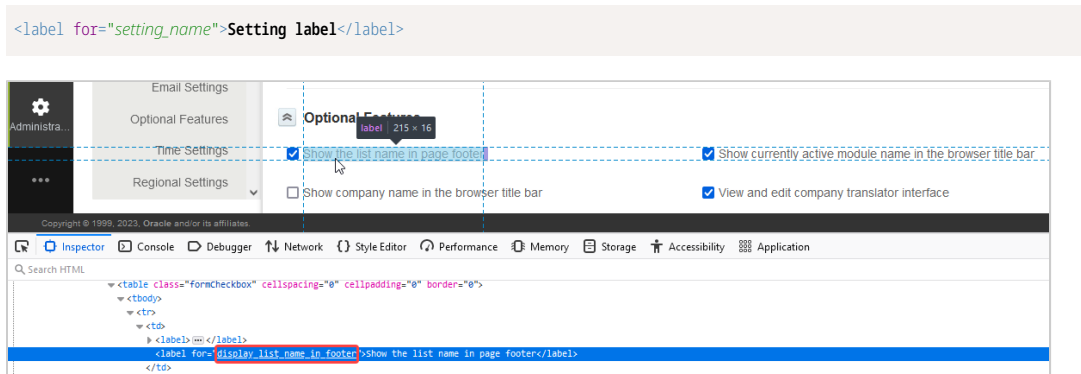 <label for="setting_name">Setting label</label>
Email Settings
Administra...
Optional Features
Optional Features
label 215 × 16
Time Settings
Show the list name in page footer
Show currently active module name in the browser title bar
Regional Settings
Show company name in the browser title bar
View and edit company translator interface
Copyright © 1999, 2023, Oracle and/or its affiliates.
Inspector Console Debugger Network Style Editor Performance Memory Storage Accessibility Application
Search HTML
<table class="formCheckbox" cellspacing="0" cellpadding="0" border="0">
<tbody>
<tr>
<td>
<label>...</label>
<label for="display_list_name_in_footer">Show the list name in page footer</label>
</td>